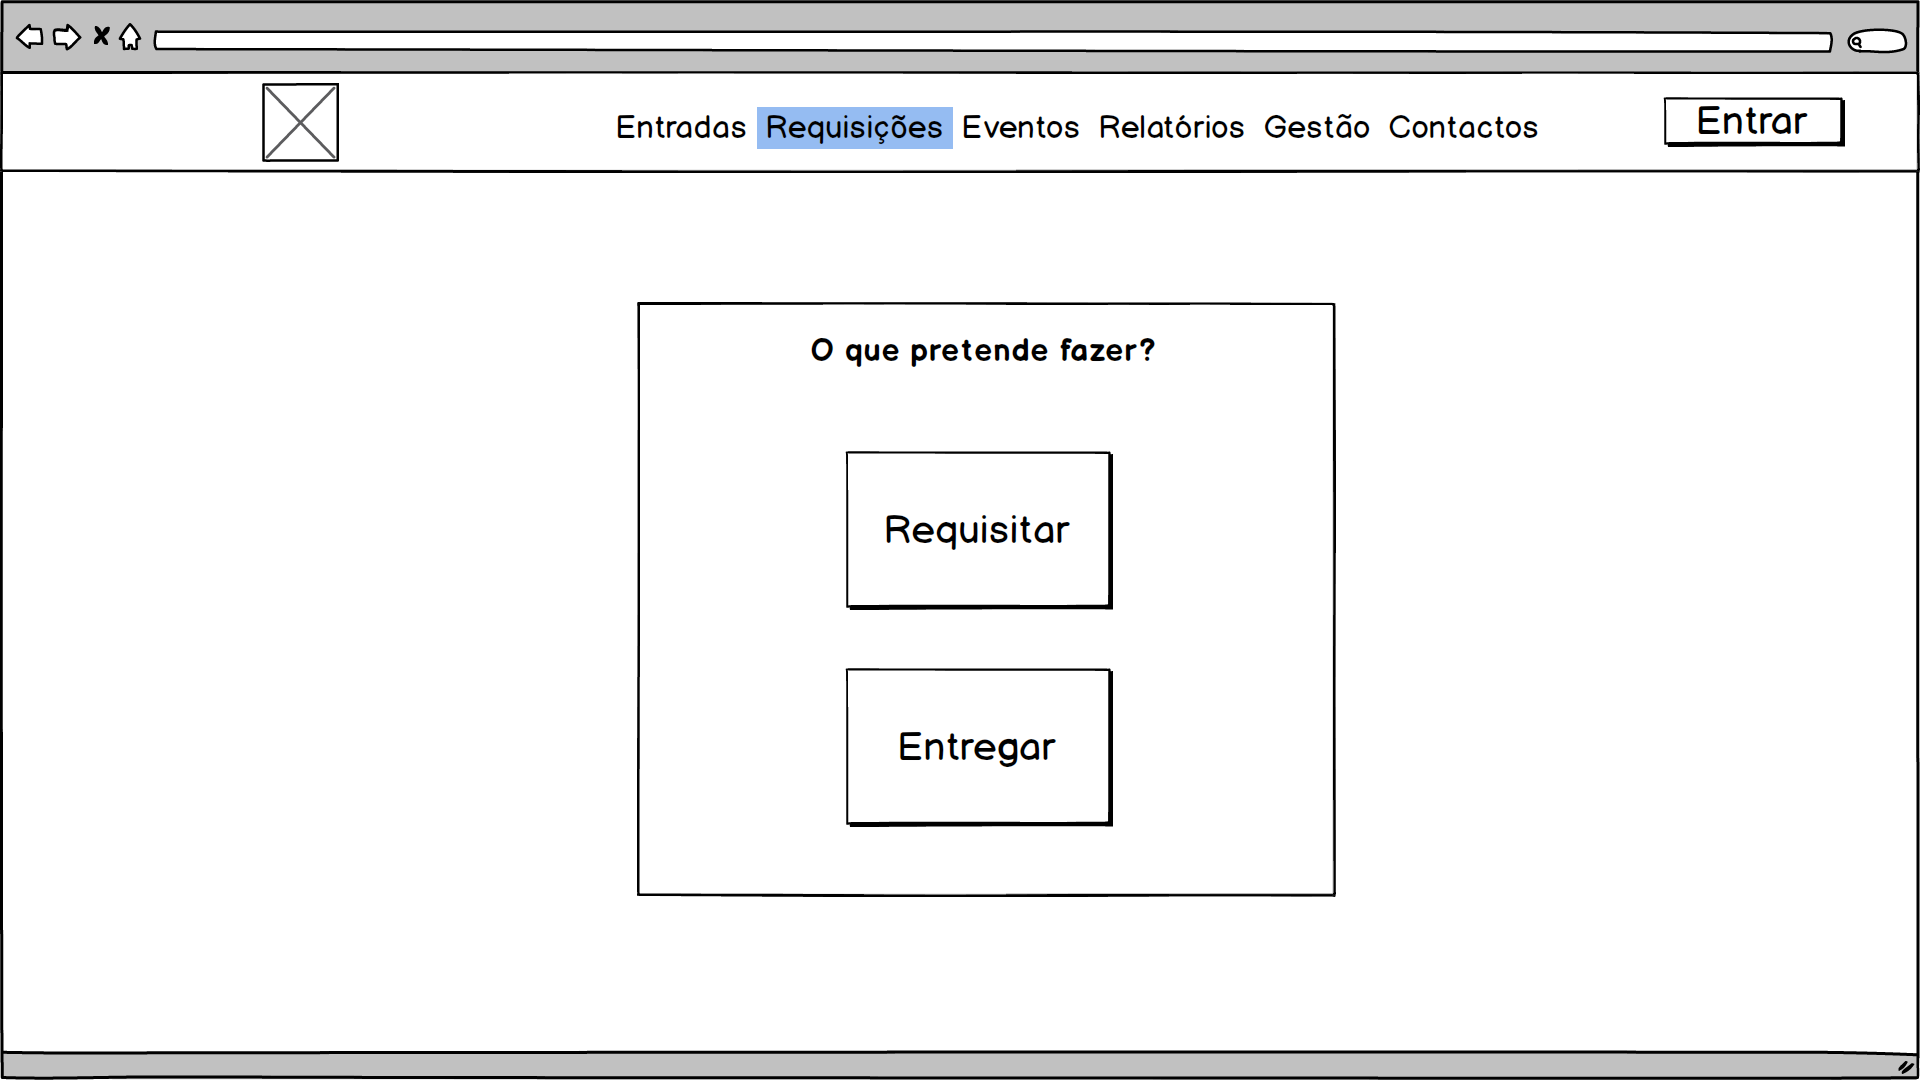 Entradas Requisições Eventos Relatórios Gestão Contactos Entrar
O que pretende fazer?
Requisitar
Entregar